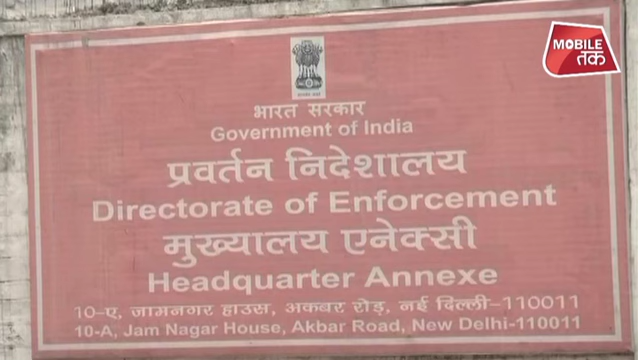 MOBILE
तक
भारत सरकार
Government of India
प्रवर्तन निदेशालय
Directorate of Enforcement
मुख्यालय एनेक्सी
Headquarter Annexe
10-ए, जामनगर हाउस, अकबर रोड़, नई दिल्ली-110011
10-A, Jam Nagar House, Akbar Road, New Delhi-110011